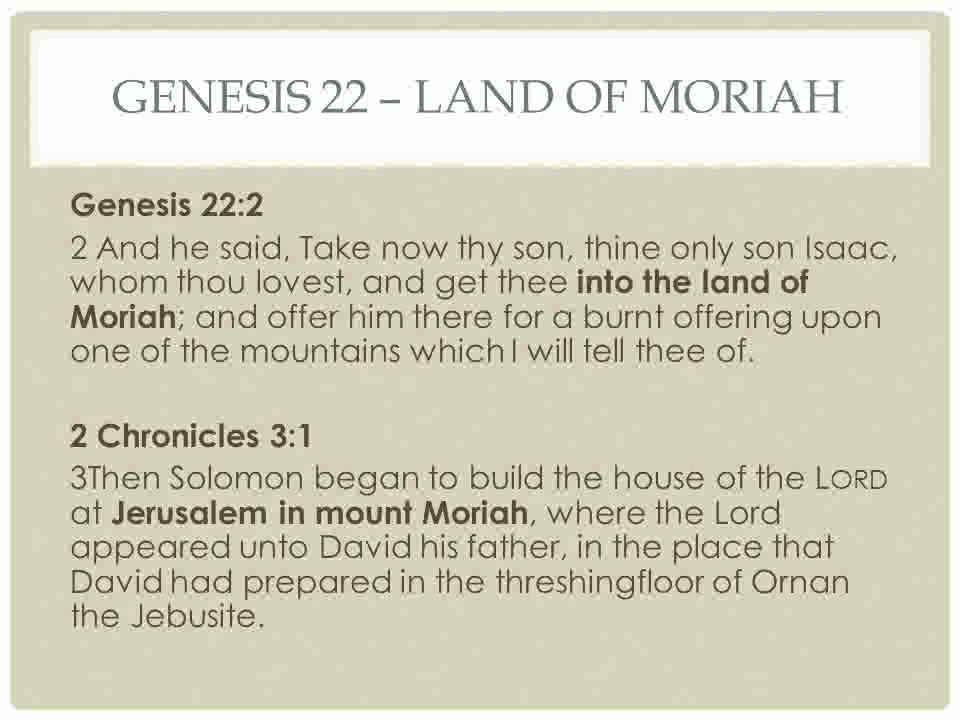 GENESIS 22 – LAND OF MORIAH
Genesis 22:2
2 And he said, Take now thy son, thine only son Isaac,
whom thou lovest, and get thee into the land of
Moriah; and offer him there for a burnt offering upon
one of the mountains which I will tell thee of.
2 Chronicles 3:1
3Then Solomon began to build the house of the LORD
at Jerusalem in mount Moriah, where the Lord
appeared unto David his father, in the place that
David had prepared in the threshingfloor of Ornan
the Jebusite.